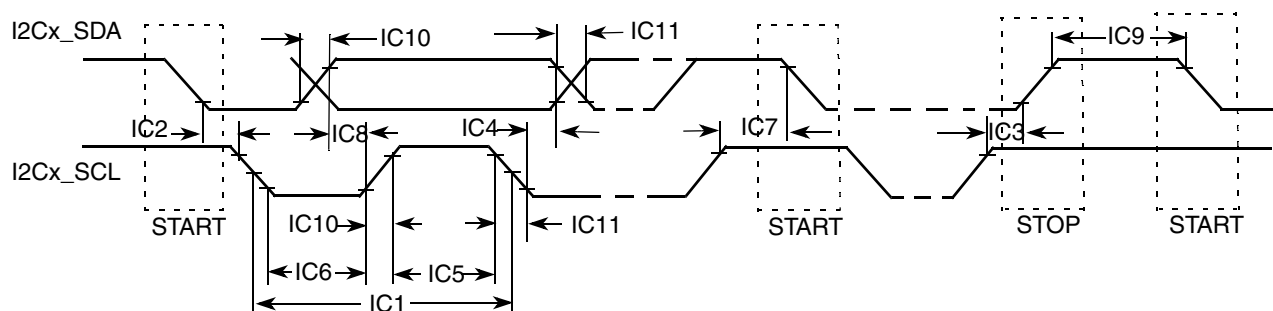 I2Cx_SDA
IC10
IC11
IC9
IC2
IC8
IC4
IC7
IC3
I2Cx_SCL
START
IC10
IC11
START
STOP
START
IC6
IC5
IC1